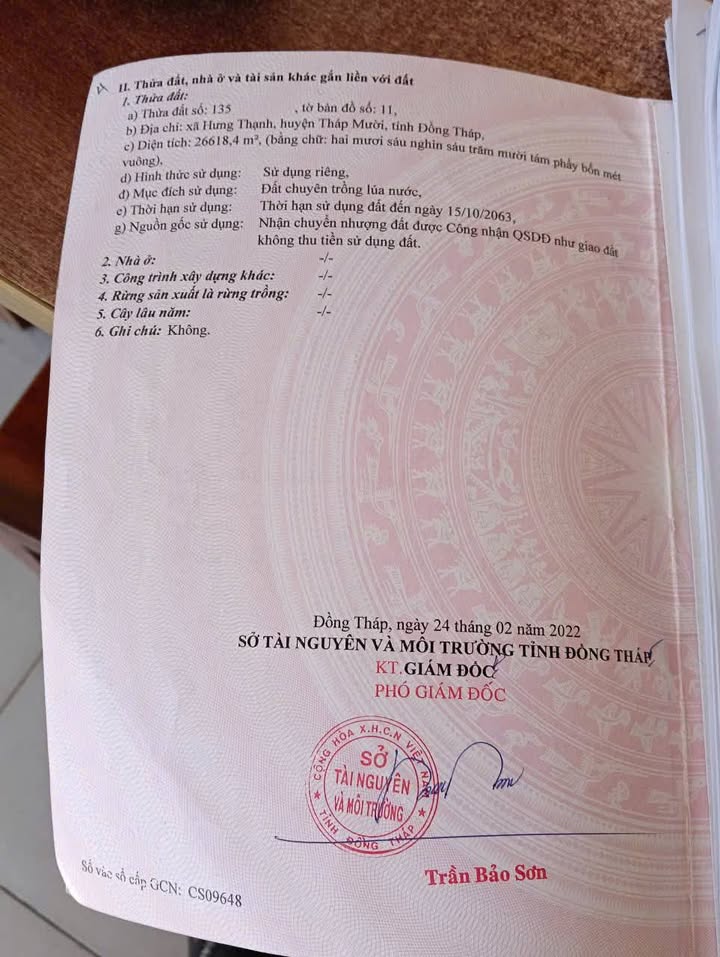 II. Thửa đất, nhà ở và tài sản khác gắn liền với đất
1. Thửa đất:
a) Thửa đất số: 135 , tờ bản đồ số: 11,
b) Địa chỉ: xã Hưng Thạnh, huyện Tháp Mười, tỉnh Đồng Tháp,
c) Diện tích: 26618,4 m², (bằng chữ: hai mươi sáu nghìn sáu trăm mười tám phẩy bốn mét
vuông),
d) Hình thức sử dụng: Sử dụng riêng,
đ) Mục đích sử dụng: Đất chuyên trồng lúa nước,
e) Thời hạn sử dụng: Thời hạn sử dụng đất đến ngày 15/10/2063,
g) Nguồn gốc sử dụng: Nhận chuyển nhượng đất được Công nhận QSDĐ như giao đất
không thu tiền sử dụng đất.
2. Nhà ở: -/-
3. Công trình xây dựng khác: -/-
4. Rừng sản xuất là rừng trồng: -/-
5. Cây lâu năm: -/-
6. Ghi chú: Không.
Đồng Tháp, ngày 24 tháng 02 năm 2022
SỞ TÀI NGUYÊN VÀ MÔI TRƯỜNG TỈNH ĐỒNG THÁP
KT.GIÁM ĐỐC
PHÓ GIÁM ĐỐC
CỘNG HÒA X.H.C.N VIỆT NAM
SỞ
TÀI NGUYÊN
VÀ MÔI TRƯỜNG
TỈNH ĐỒNG THÁP
Trần Bảo Sơn
Số vào sổ cấp GCN: CS09648